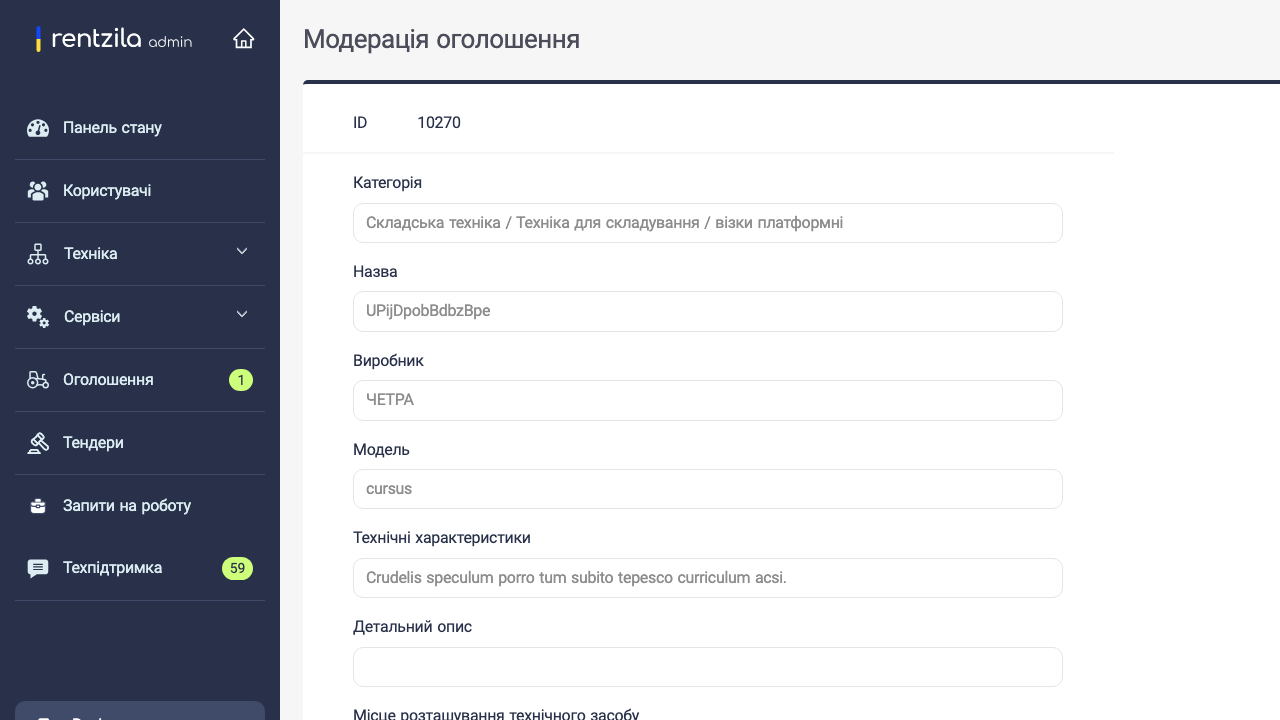 rentzila admin
Панель стану
Користувачі
Техніка
Сервіси
Оголошення 1
Тендери
Запити на роботу
Техпідтримка 59
Модерація оголошення
ID 10270
Категорія
Складська техніка / Техніка для складування / візки платформні
Назва
UPijDpobBdbzBpe
Виробник
ЧЕТРА
Модель
cursus
Технічні характеристики
Crudelis speculum porro tum subito tepesco curriculum acsi.
Детальний опис
Місце розташування технічного засобу